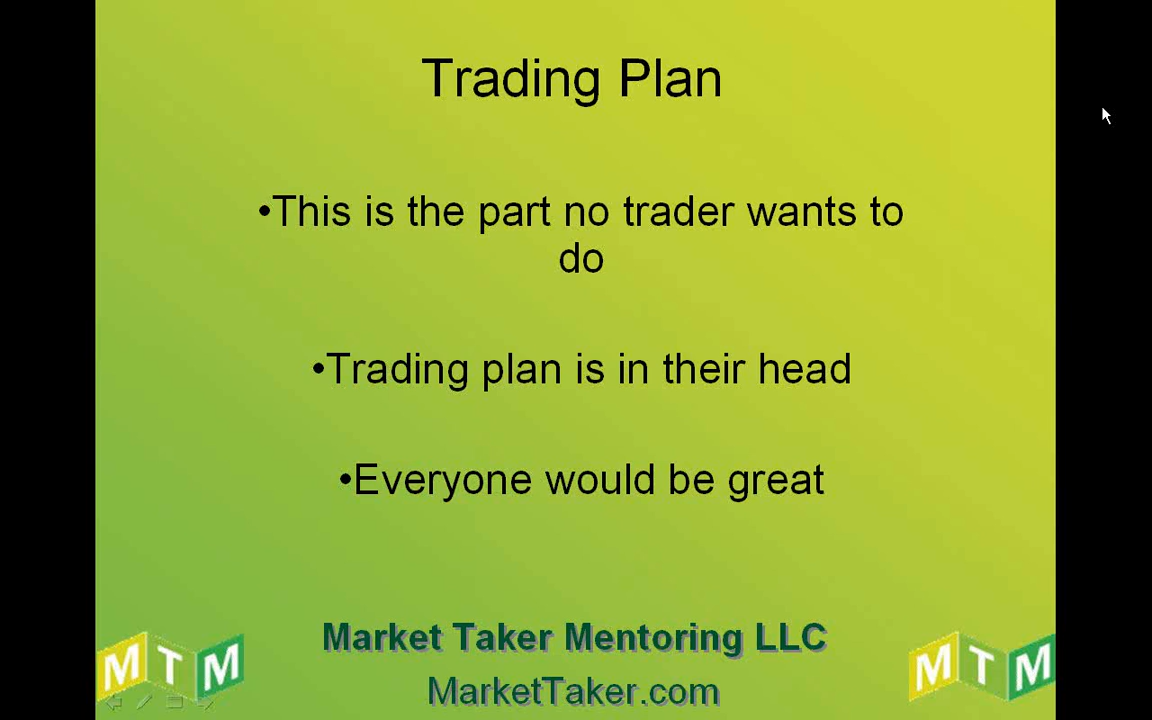 Trading Plan
•This is the part no trader wants to
do
•Trading plan is in their head
•Everyone would be great
Market Taker Mentoring LLC
MTM
MTM
MarketTaker.com